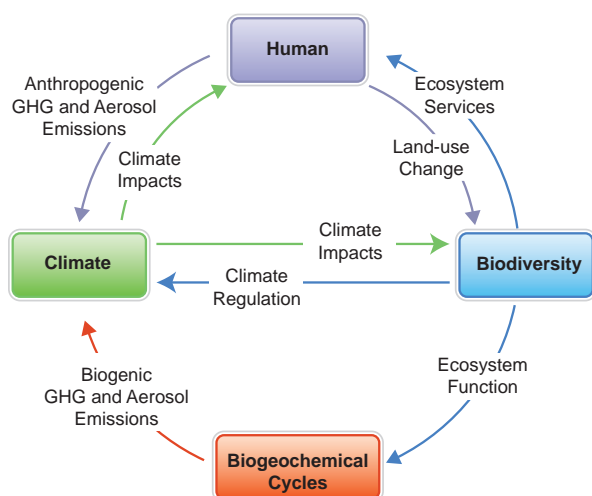 Human
Anthropogenic
GHG and Aerosol
Emissions
Ecosystem
Services
Climate
Impacts
Land-use
Change
Climate
Climate
Impacts
Biodiversity
Climate
Regulation
Biogenic
GHG and Aerosol
Emissions
Ecosystem
Function
Biogeochemical
Cycles